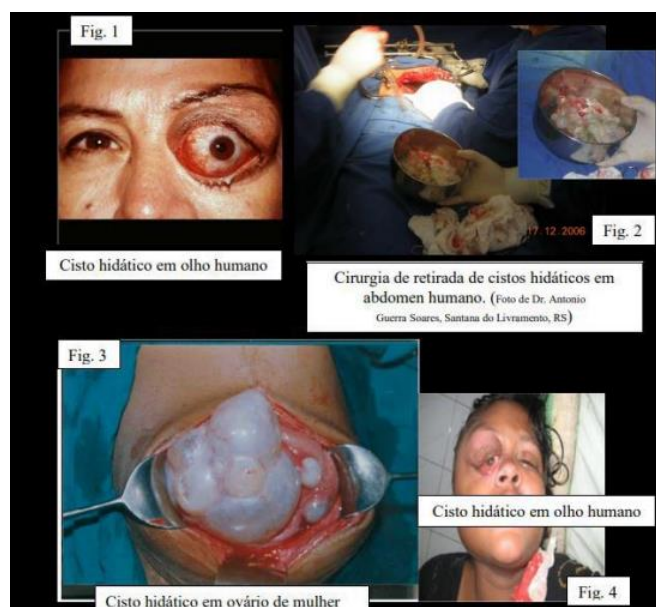 Fig. 1
Cisto hidático em olho humano
17.12.2006
Fig. 2
Cirurgia de retirada de cistos hidáticos em
abdomen humano. (Foto de Dr. Antonio
Guerra Soares, Santana do Livramento, RS)
Fig. 3
Cisto hidático em ovário de mulher
Cisto hidático em olho humano
Fig. 4